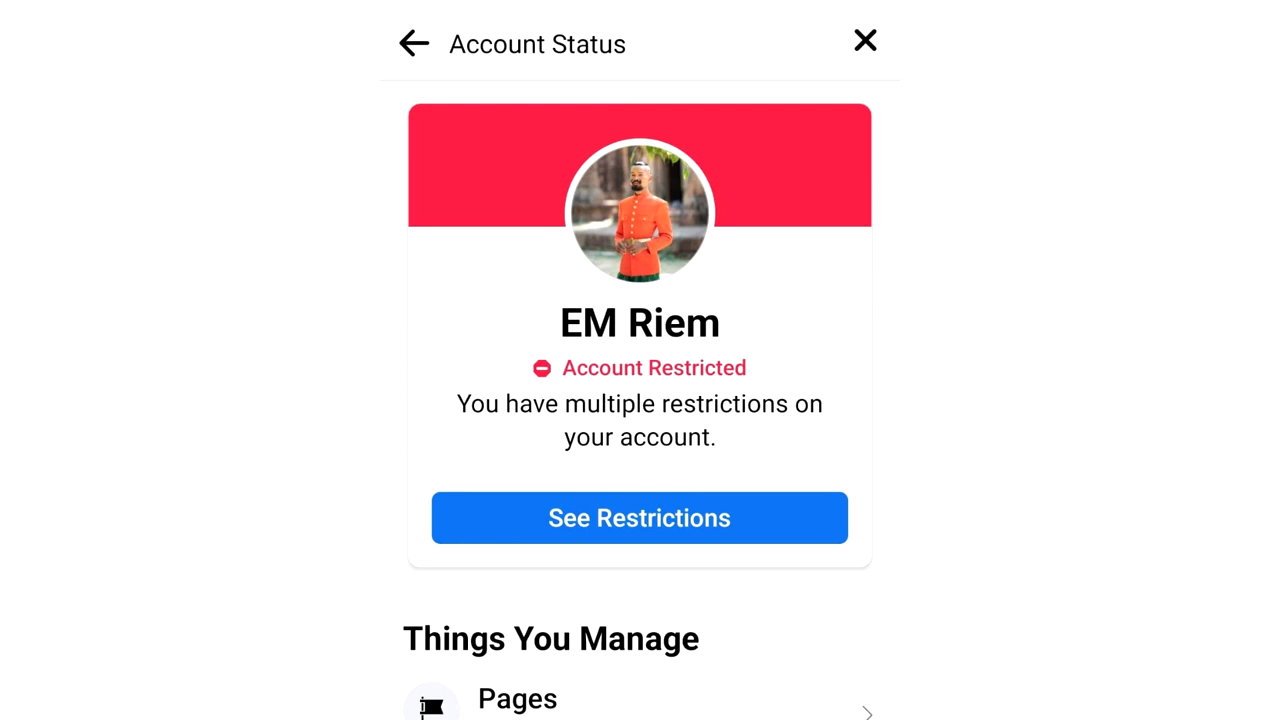 Account Status
EM Riem
Account Restricted
You have multiple restrictions on
your account.
See Restrictions
Things You Manage
Pages